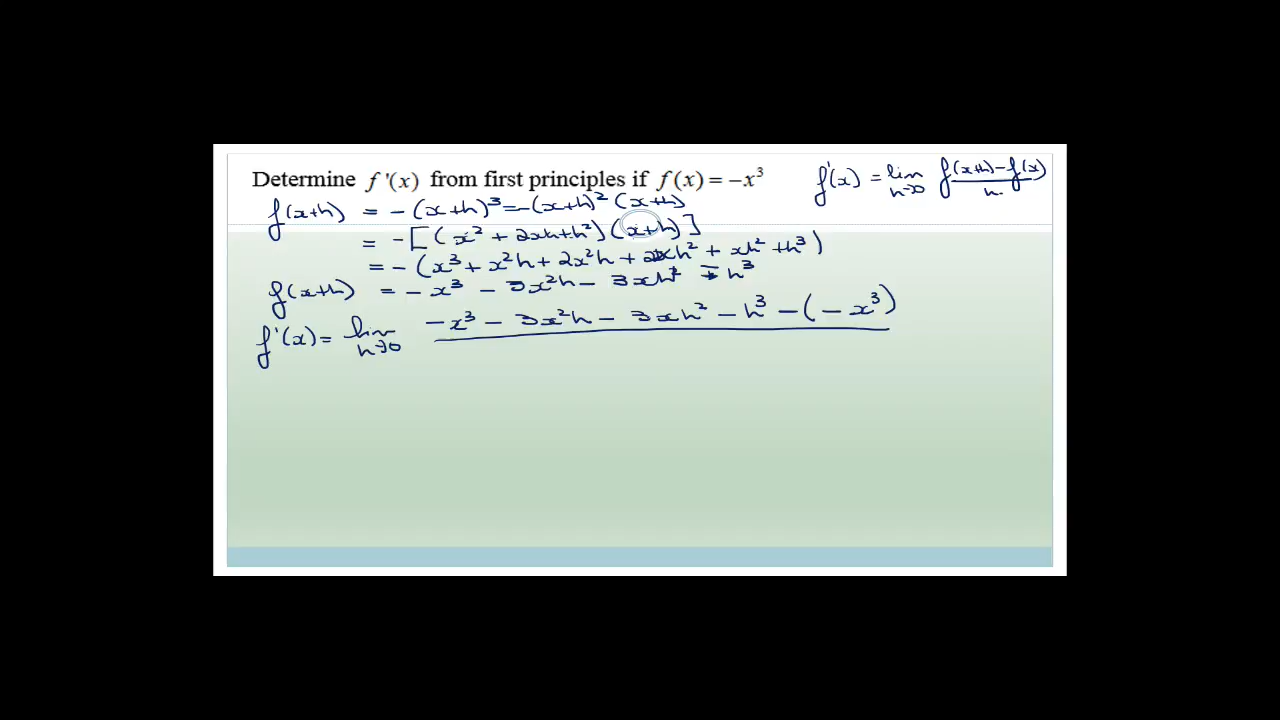 Determine f '(x) from first principles if f(x) = −x³
f'(x) = lim h→0 (f(x+h) − f(x))/h
f(x+h) = −(x+h)³ = −(x+h)² (x+h)
= −[(x² + 2xh + h²)(x+h)]
= −(x³ + x²h + 2x²h + 2xh² + xh² + h³)
f(x+h) = −x³ − 3x²h − 3xh² − h³
f'(x) = lim h→0 −x³ − 3x²h − 3xh² − h³ − (−x³)